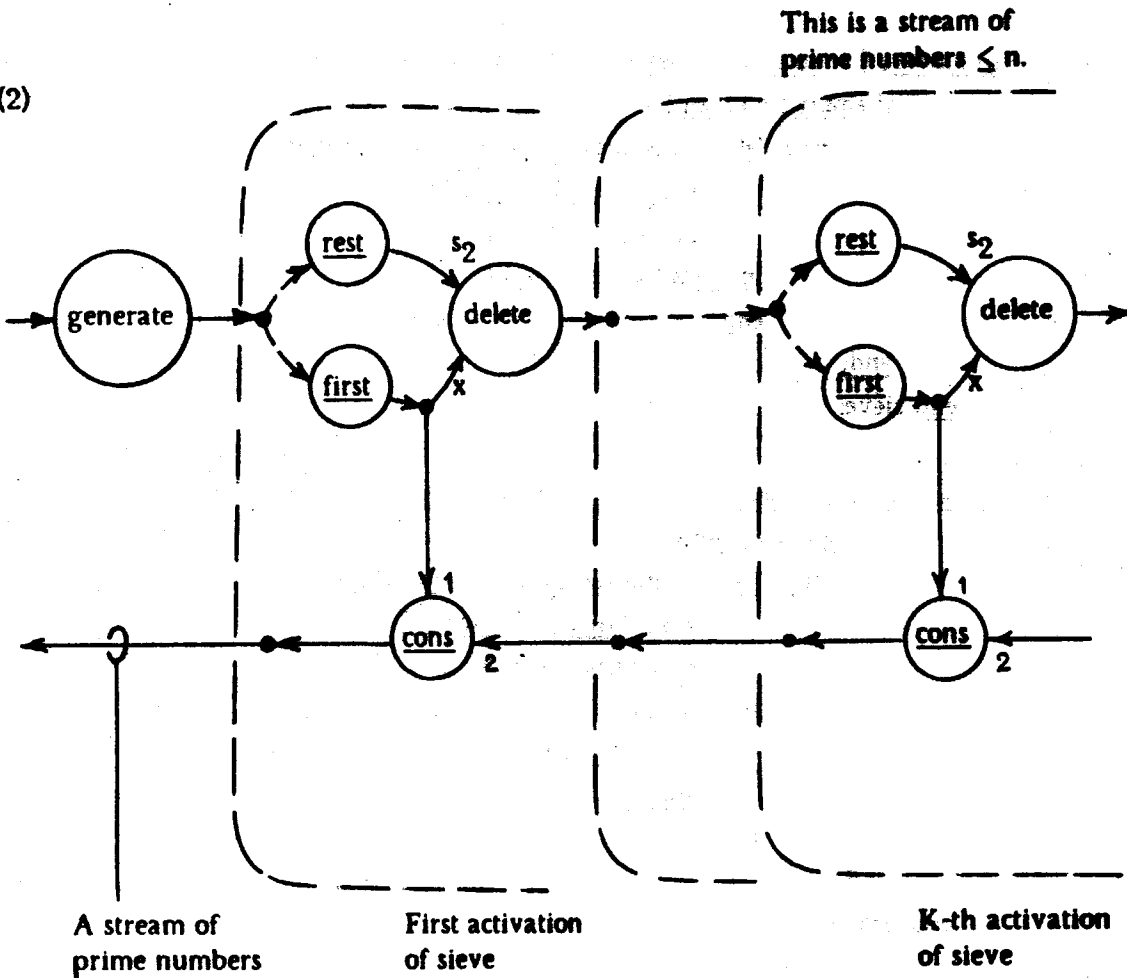 This is a stream of
prime numbers ≤ n.
(2)
rest
s2
generate
delete
first
x
rest
s2
delete
first
x
1
cons
2
1
cons
2
A stream of
prime numbers
First activation
of sieve
K-th activation
of sieve